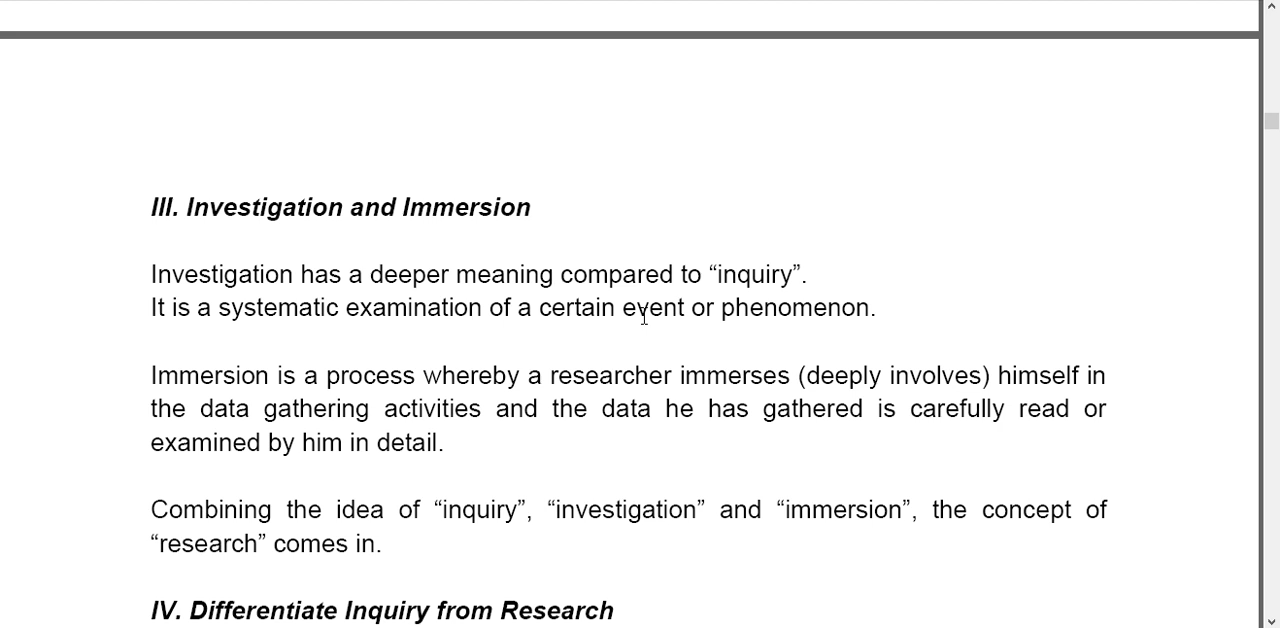 III. Investigation and Immersion
Investigation has a deeper meaning compared to “inquiry”.
It is a systematic examination of a certain event or phenomenon.
Immersion is a process whereby a researcher immerses (deeply involves) himself in
the data gathering activities and the data he has gathered is carefully read or
examined by him in detail.
Combining the idea of “inquiry”, “investigation” and “immersion”, the concept of
“research” comes in.
IV. Differentiate Inquiry from Research